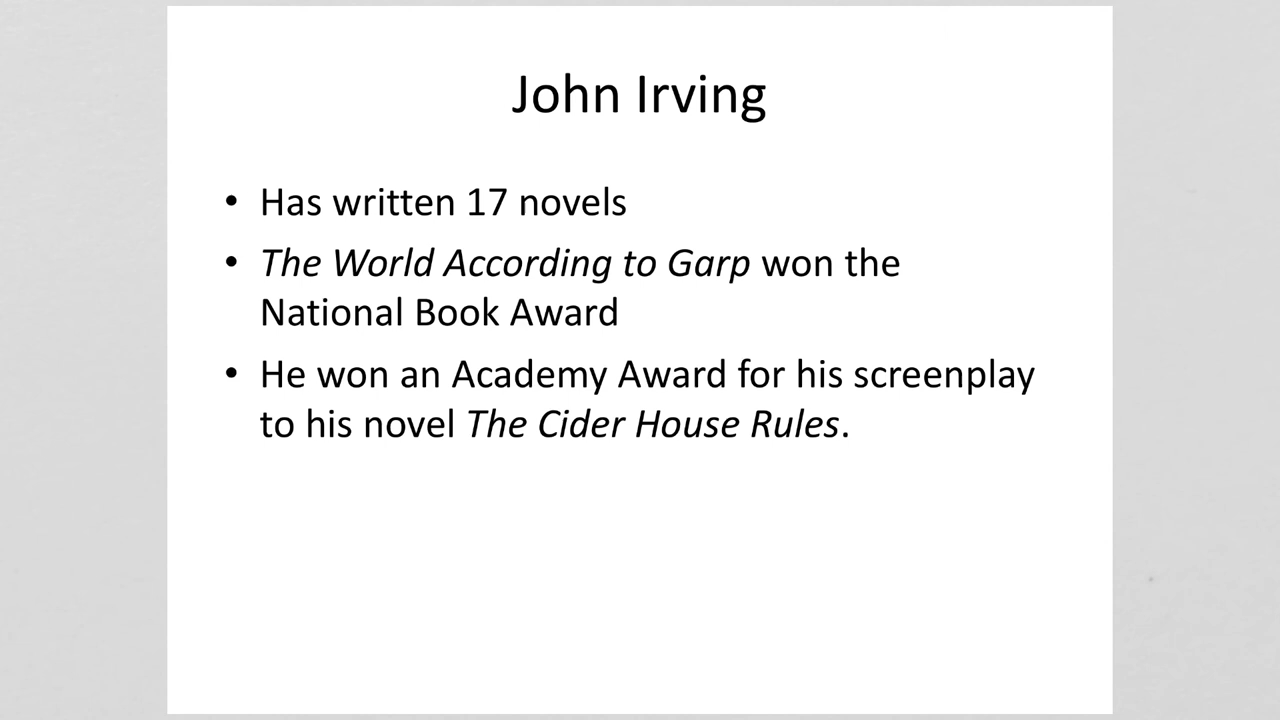 John Irving
• Has written 17 novels
• The World According to Garp won the
National Book Award
• He won an Academy Award for his screenplay
to his novel The Cider House Rules.